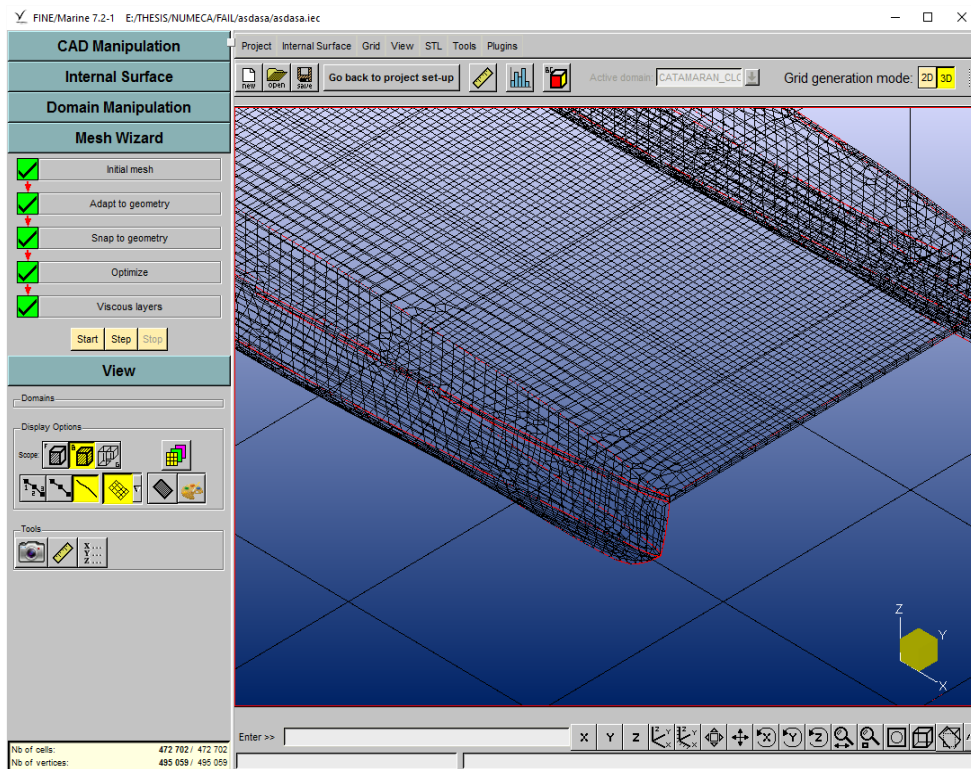 FINE/Marine 7.2-1 E:/THESIS/NUMECA/FAIL/asdasa/asdasa.iec
CAD Manipulation
Internal Surface
Domain Manipulation
Mesh Wizard
Initial mesh
Adapt to geometry
Snap to geometry
Optimize
Viscous layers
Start Step Stop
View
Domains
Display Options
Scope:
Tools
X ...
Y ...
Z ...
Nb of cells: 472 702 / 472 702
Nb of vertices: 495 059 / 495 059
Project Internal Surface Grid View STL Tools Plugins
new open save Go back to project set-up Active domain: CATAMARAN_CLC Grid generation mode: 2D 3D
Z
Y
X
Enter >> X Y Z